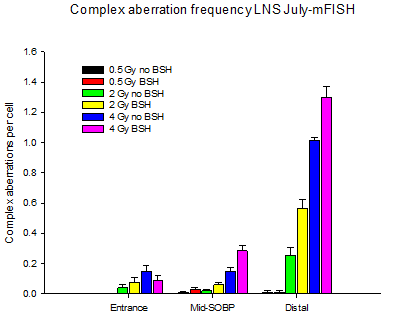 Complex aberration frequency LNS July-mFISH
Complex aberrations per cell
1.6
1.4
1.2
1.0
0.8
0.6
0.4
0.2
0.0
0.5 Gy no BSH
0.5 Gy BSH
2 Gy no BSH
2 Gy BSH
4 Gy no BSH
4 Gy BSH
Entrance Mid-SOBP Distal